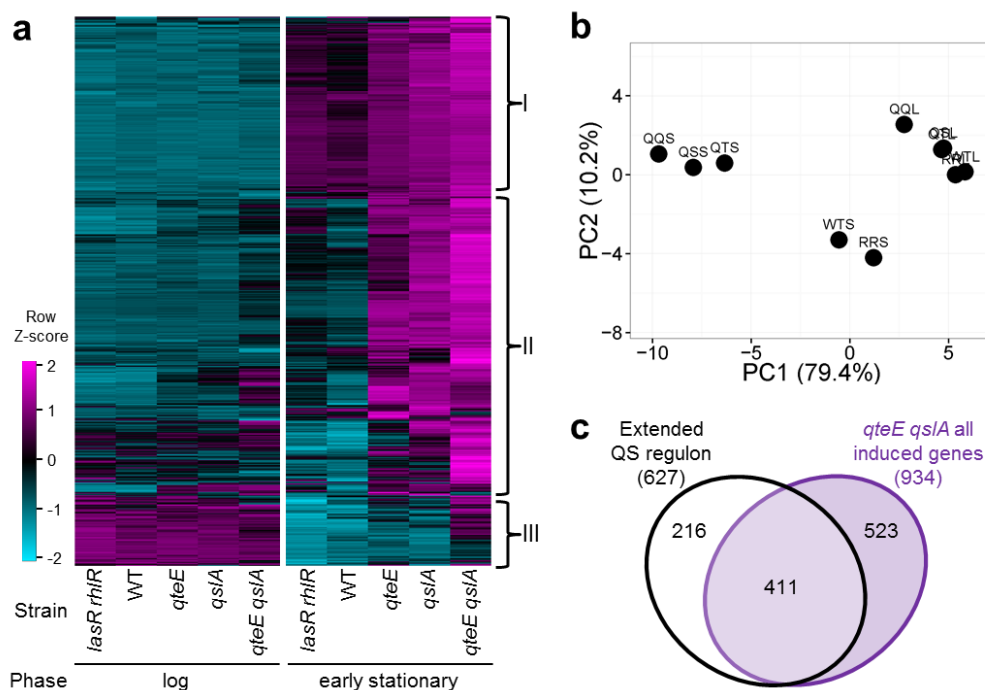 a
I
II
III
Row
Z-score
2
1
0
-1
-2
Strain
lasR rhlR
WT
qteE
qslA
qteE qslA
lasR rhlR
WT
qteE
qslA
qteE qslA
Phase
log
early stationary
b
PC2 (10.2%)
4
0
−4
−8
QQS
QSS
QTS
QQL
WTL
WTS
RRS
−10
−5
0
5
PC1 (79.4%)
c
Extended
QS regulon
(627)
qteE qslA all
induced genes
(934)
216
411
523